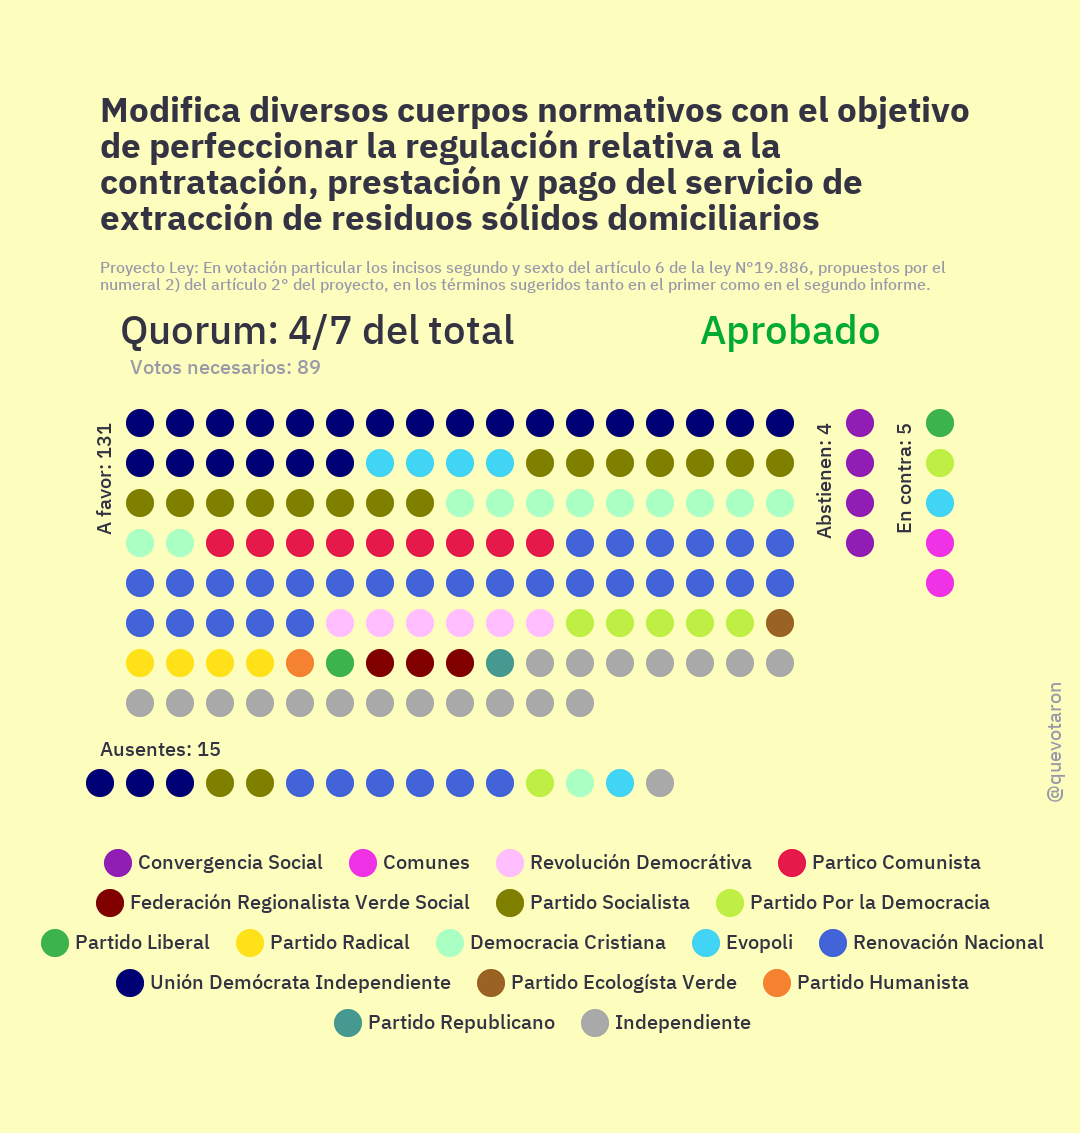 Modifica diversos cuerpos normativos con el objetivo
de perfeccionar la regulación relativa a la
contratación, prestación y pago del servicio de
extracción de residuos sólidos domiciliarios
Proyecto Ley: En votación particular los incisos segundo y sexto del artículo 6 de la ley N°19.886, propuestos por el
numeral 2) del artículo 2° del proyecto, en los términos sugeridos tanto en el primer como en el segundo informe.
Quorum: 4/7 del total
Aprobado
Votos necesarios: 89
A favor: 131
Abstienen: 4
En contra: 5
Ausentes: 15
@quevotaron
Convergencia Social
Comunes
Revolución Democrátiva
Partico Comunista
Federación Regionalista Verde Social
Partido Socialista
Partido Por la Democracia
Partido Liberal
Partido Radical
Democracia Cristiana
Evopoli
Renovación Nacional
Unión Demócrata Independiente
Partido Ecologísta Verde
Partido Humanista
Partido Republicano
Independiente